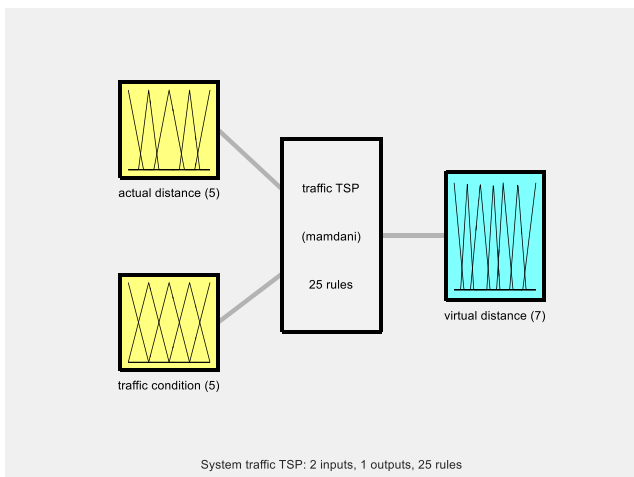 actual distance (5)
traffic TSP
(mamdani)
25 rules
virtual distance (7)
traffic condition (5)
System traffic TSP: 2 inputs, 1 outputs, 25 rules